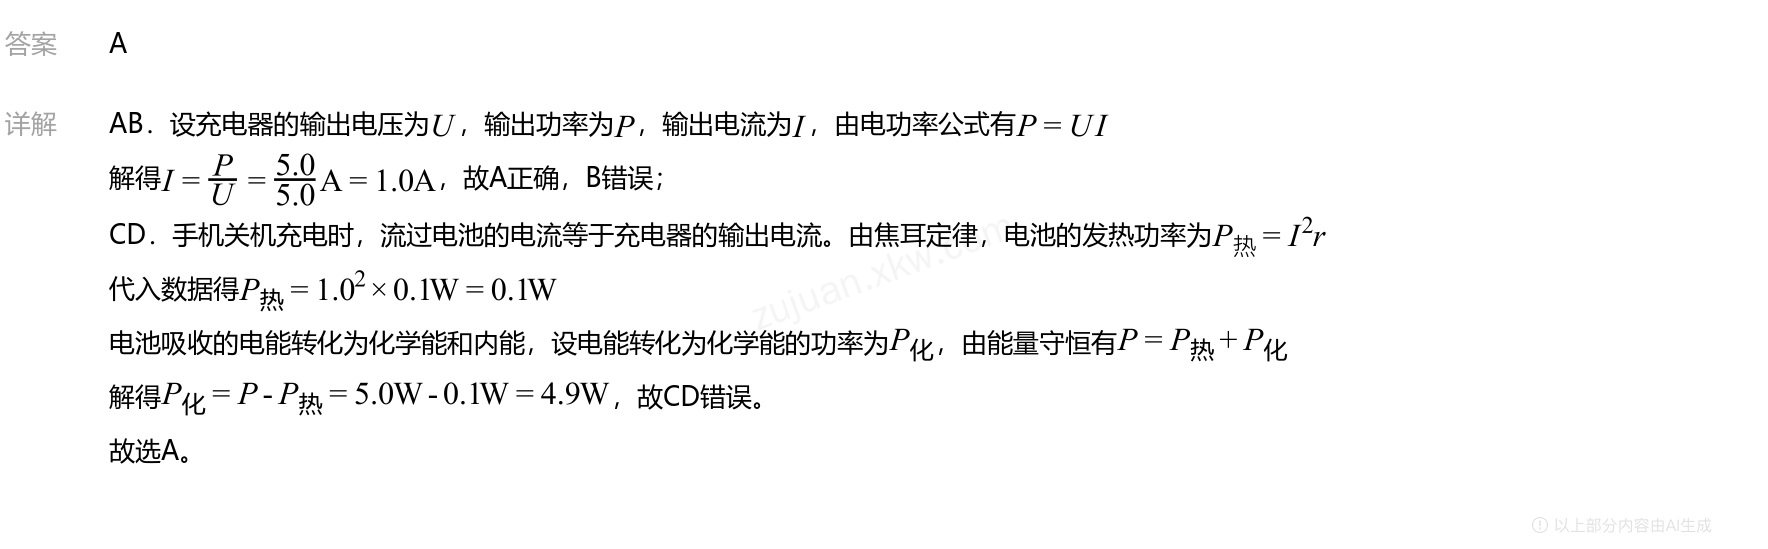 答案 A
详解 AB．设充电器的输出电压为U，输出功率为P，输出电流为I，由电功率公式有P = UI
解得I = P/U = 5.0/5.0 A = 1.0A，故A正确，B错误；
CD．手机关机充电时，流过电池的电流等于充电器的输出电流。由焦耳定律，电池的发热功率为P热 = I²r
代入数据得P热 = 1.0² × 0.1W = 0.1W
电池吸收的电能转化为化学能和内能，设电能转化为化学能的功率为P化，由能量守恒有P = P热 + P化
解得P化 = P - P热 = 5.0W - 0.1W = 4.9W，故CD错误。
故选A。
zujuan.xkw.com
以上部分内容由AI生成